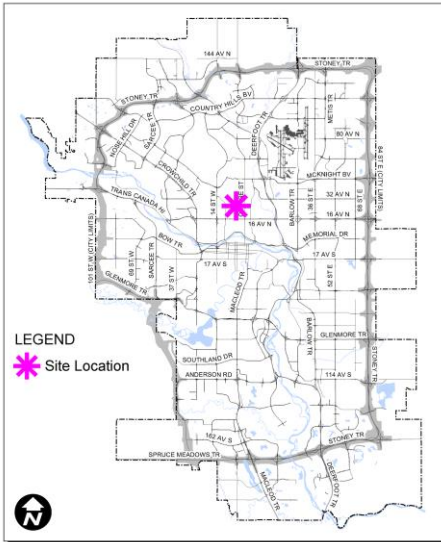 144 AV N
STONEY TR
STONEY TR
COUNTRY HILLS BV
NOSE HILL DR
SARCEE TR
DEERFOOT TR
METIS TR
80 AV N
CROWCHILD TR
84 ST E (CITY LIMITS)
MCKNIGHT BV
TRANS CANADA HI
14 ST W
BARLOW TR
36 ST E
32 AV N
68 ST E
16 AV N
16 AV N
101 ST W (CITY LIMITS)
BOW TR
MEMORIAL DR
69 ST W
SARCEE TR
37 ST W
17 AV S
MACLEOD TR
17 AV S
52 ST E
GLENMORE TR
BARLOW TR
GLENMORE TR
LEGEND
Site Location
SOUTHLAND DR
ANDERSON RD
114 AV S
STONEY TR
162 AV S
STONEY TR
SPRUCE MEADOWS TR
MACLEOD TR
DEERFOOT TR
N